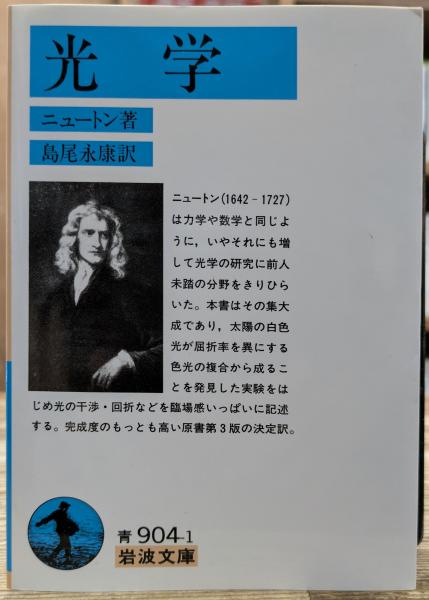 光 学
ニュートン著
島尾永康訳
ニュートン(1642－1727)
は力学や数学と同じよ
うに，いやそれにも増
して光学の研究に前人
未踏の分野をきりひら
いた。本書はその集大
成であり，太陽の白色
光が屈折率を異にする
色光の複合から成るこ
とを発見した実験をは
じめ光の干渉・回折などを臨場感いっぱいに記述
する。完成度のもっとも高い原書第3版の決定訳。
青 904-1
岩波文庫